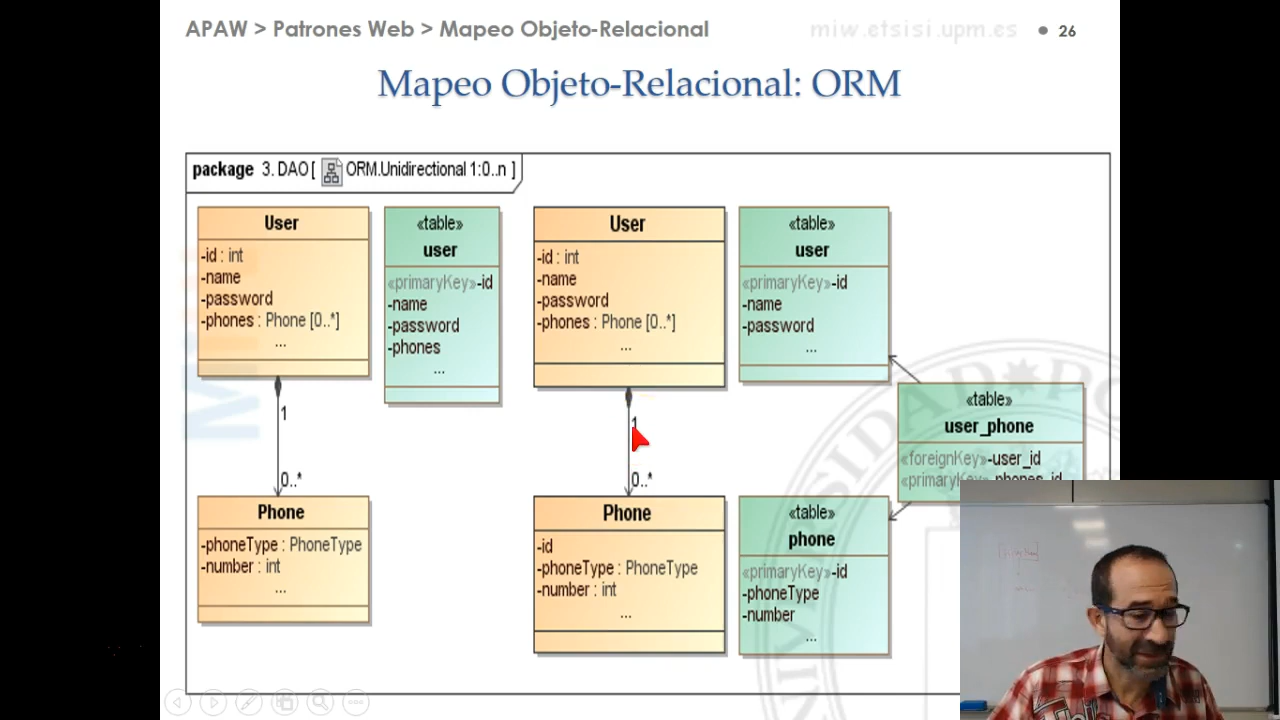 APAW > Patrones Web > Mapeo Objeto-Relacional
miw.etsisi.upm.es
26
Mapeo Objeto-Relacional: ORM
package 3. DAO [ ORM.Unidirectional 1:0..n ]
User
-id : int
-name
-password
-phones : Phone [0..*]
...
«table»
user
«primaryKey»-id
-name
-password
-phones
...
1
0..*
Phone
-phoneType : PhoneType
-number : int
...
User
-id : int
-name
-password
-phones : Phone [0..*]
...
«table»
user
«primaryKey»-id
-name
-password
...
1
0..*
«table»
user_phone
«foreignKey»-user_id
«primaryKey»-phones_id
Phone
-id
-phoneType : PhoneType
-number : int
...
«table»
phone
«primaryKey»-id
-phoneType
-number
...